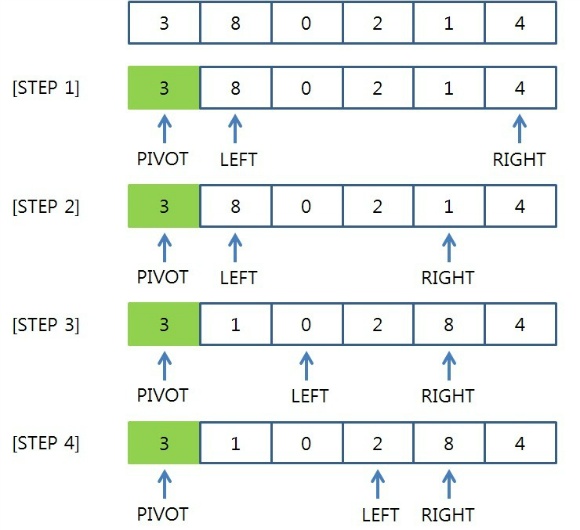 3 8 0 2 1 4
[STEP 1] 3 8 0 2 1 4
PIVOT LEFT RIGHT
[STEP 2] 3 8 0 2 1 4
PIVOT LEFT RIGHT
[STEP 3] 3 1 0 2 8 4
PIVOT LEFT RIGHT
[STEP 4] 3 1 0 2 8 4
PIVOT LEFT RIGHT